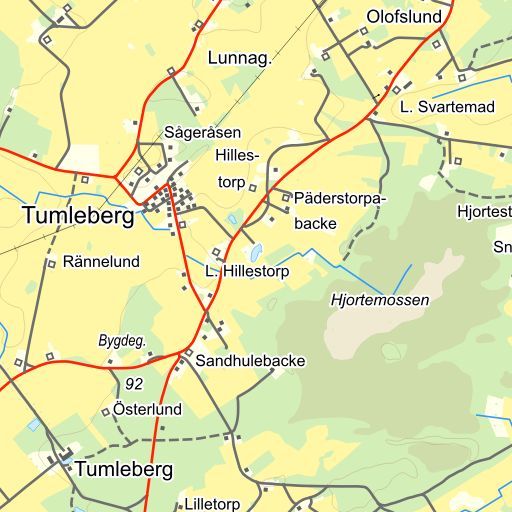 Olofslund
Lunnag.
L. Svartemad
Sågeråsen
Hilles-
torp
Päderstorpa-
backe
Tumleberg
Hjortest
Sn
Rännelund
L. Hillestorp
Hjortemossen
Bygdeg.
Sandhulebacke
92
Österlund
Tumleberg
Lilletorp